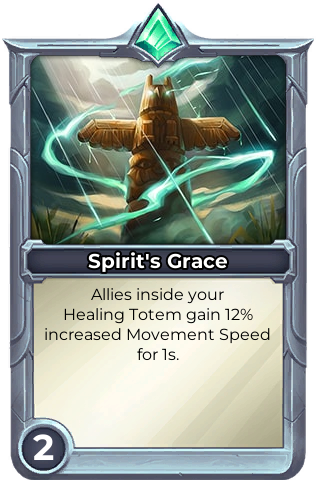 Spirit's Grace
Allies inside your
Healing Totem gain 12%
increased Movement Speed
for 1s.
2